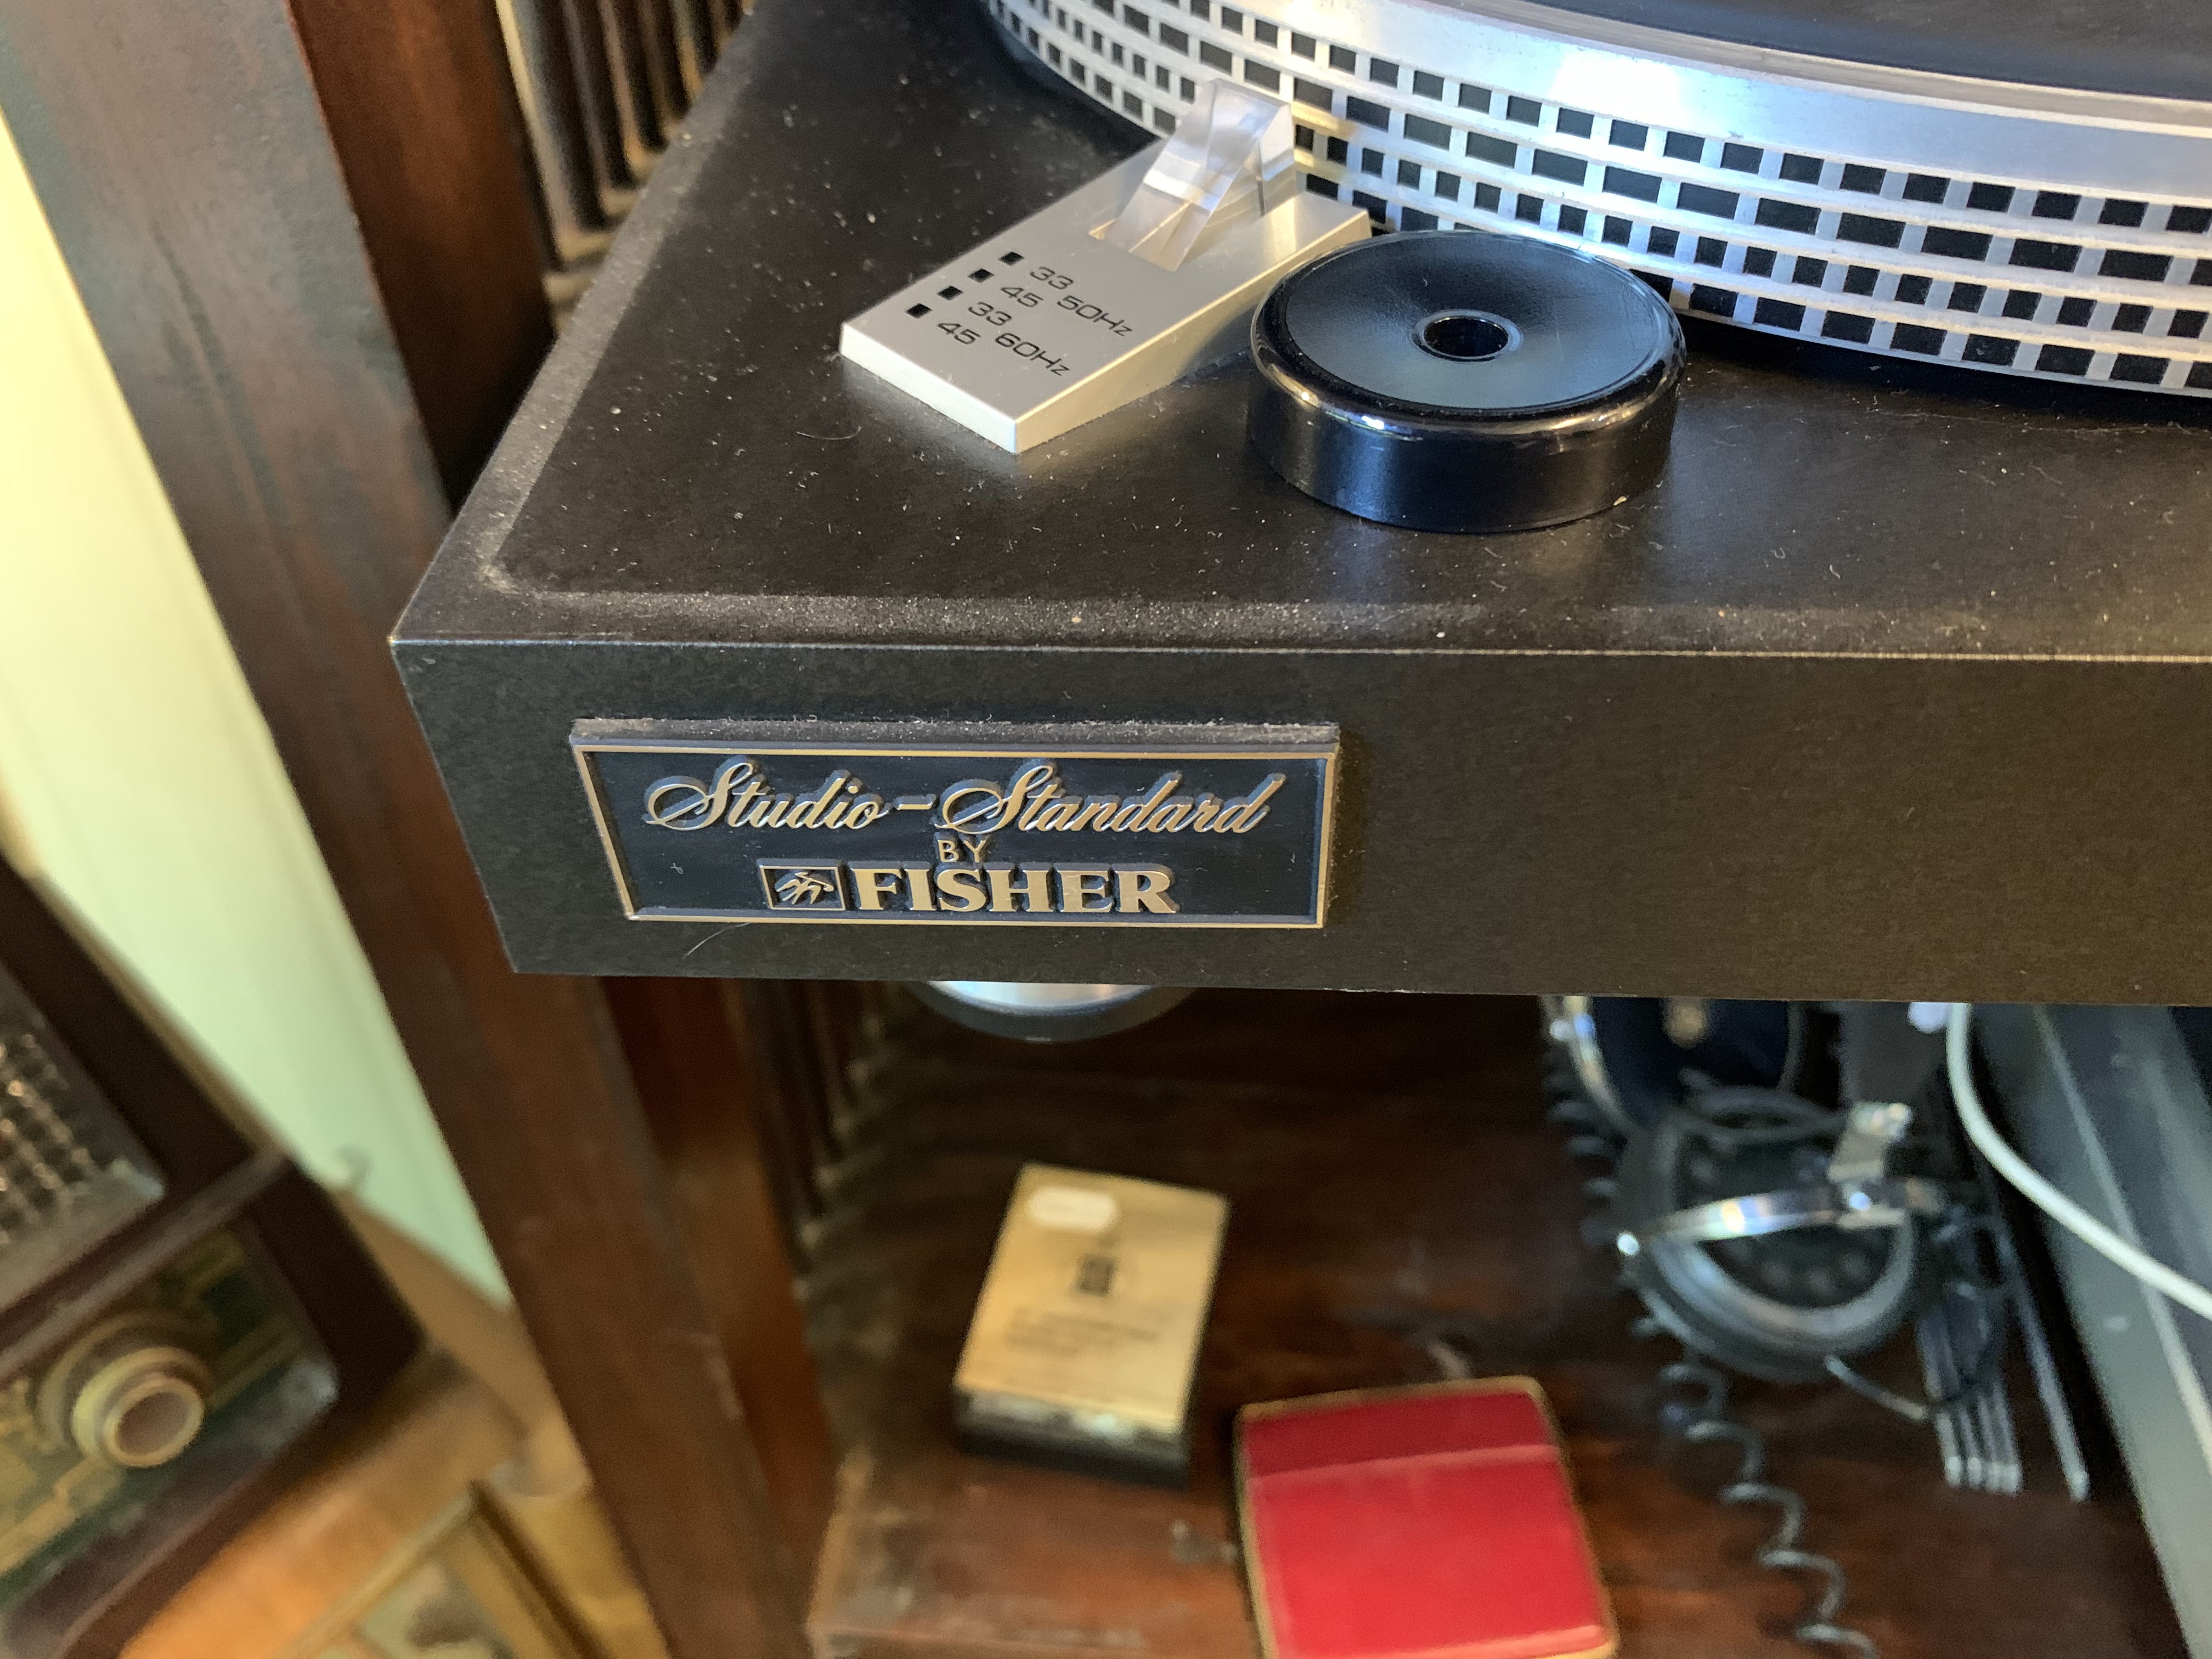 33
45 50Hz
33
45 60Hz
Studio-Standard
BY
FISHER